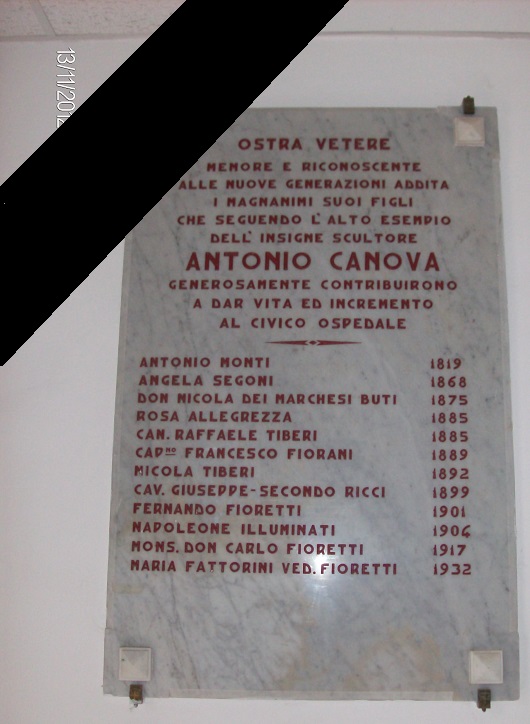 13/11/2012
OSTRA VETERE
MEMORE E RICONOSCENTE
ALLE NUOVE GENERAZIONI ADDITA
I MAGNANIMI SUOI FIGLI
CHE SEGUENDO L'ALTO ESEMPIO
DELL'INSIGNE SCULTORE
ANTONIO CANOVA
GENEROSAMENTE CONTRIBUIRONO
A DAR VITA ED INCREMENTO
AL CIVICO OSPEDALE
ANTONIO MONTI 1819
ANGELA SEGONI 1868
DON NICOLA DEI MARCHESI BUTI 1875
ROSA ALLEGREZZA 1885
CAN. RAFFAELE TIBERI 1885
CAP.NO FRANCESCO FIORANI 1889
NICOLA TIBERI 1892
CAV. GIUSEPPE-SECONDO RICCI 1899
FERNANDO FIORETTI 1901
NAPOLEONE ILLUMINATI 1906
MONS. DON CARLO FIORETTI 1917
MARIA FATTORINI VED. FIORETTI 1932